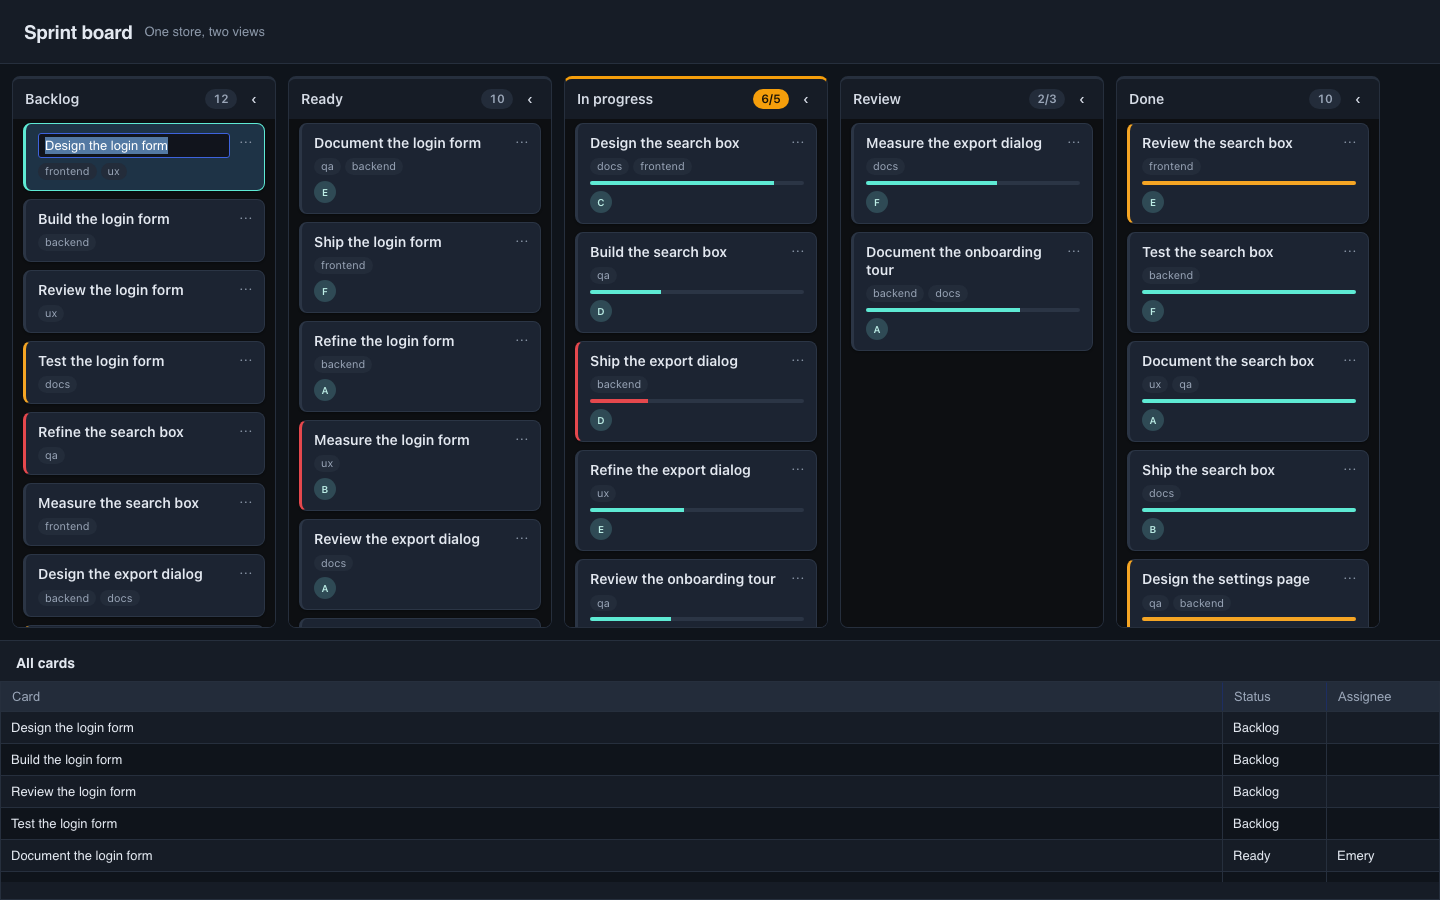 Sprint board One store, two views
Backlog 12 ‹
Design the login form ...
frontend ux
Build the login form ...
backend
Review the login form ...
ux
Test the login form ...
docs
Refine the search box ...
qa
Measure the search box ...
frontend
Design the export dialog ...
backend docs
Ready 10 ‹
Document the login form ...
qa backend
E
Ship the login form ...
frontend
F
Refine the login form ...
backend
A
Measure the login form ...
ux
B
Review the export dialog ...
docs
A
In progress 6/5 ‹
Design the search box ...
docs frontend
C
Build the search box ...
qa
D
Ship the export dialog ...
backend
D
Refine the export dialog ...
ux
E
Review the onboarding tour ...
qa
Review 2/3 ‹
Measure the export dialog ...
docs
F
Document the onboarding ...
tour
backend docs
A
Done 10 ‹
Review the search box ...
frontend
E
Test the search box ...
backend
F
Document the search box ...
ux qa
A
Ship the search box ...
docs
B
Design the settings page ...
qa backend
All cards
Card Status Assignee
Design the login form Backlog
Build the login form Backlog
Review the login form Backlog
Test the login form Backlog
Document the login form Ready Emery